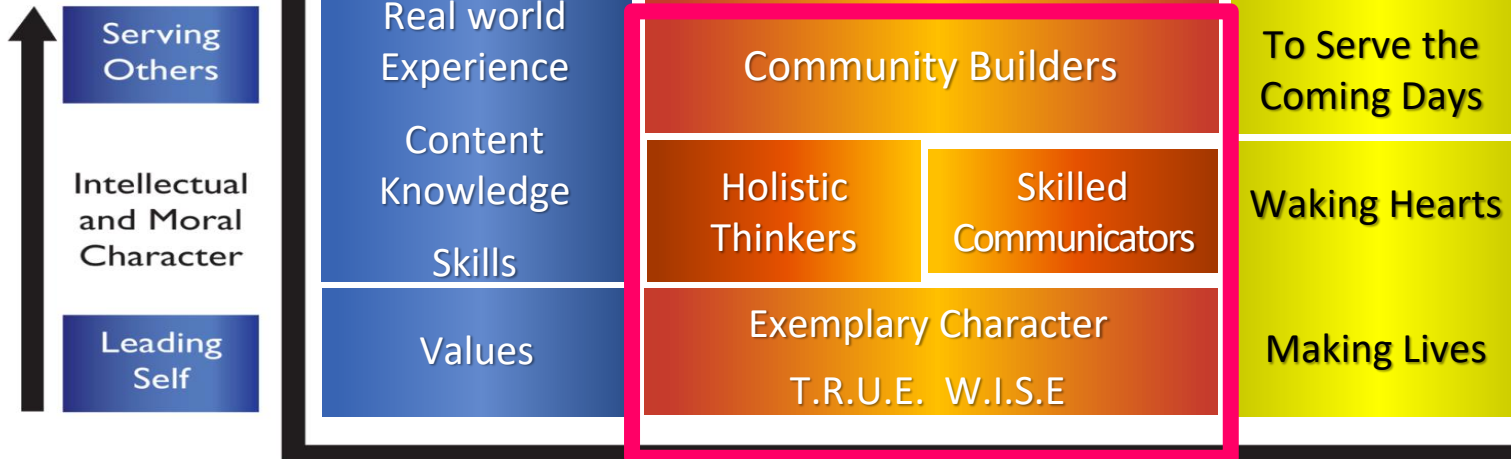 Serving
Others
Intellectual
and Moral
Character
Leading
Self
Real world
Experience
Content
Knowledge
Skills
Values
Community Builders
Holistic
Thinkers
Skilled
Communicators
Exemplary Character
T.R.U.E. W.I.S.E
To Serve the
Coming Days
Waking Hearts
Making Lives